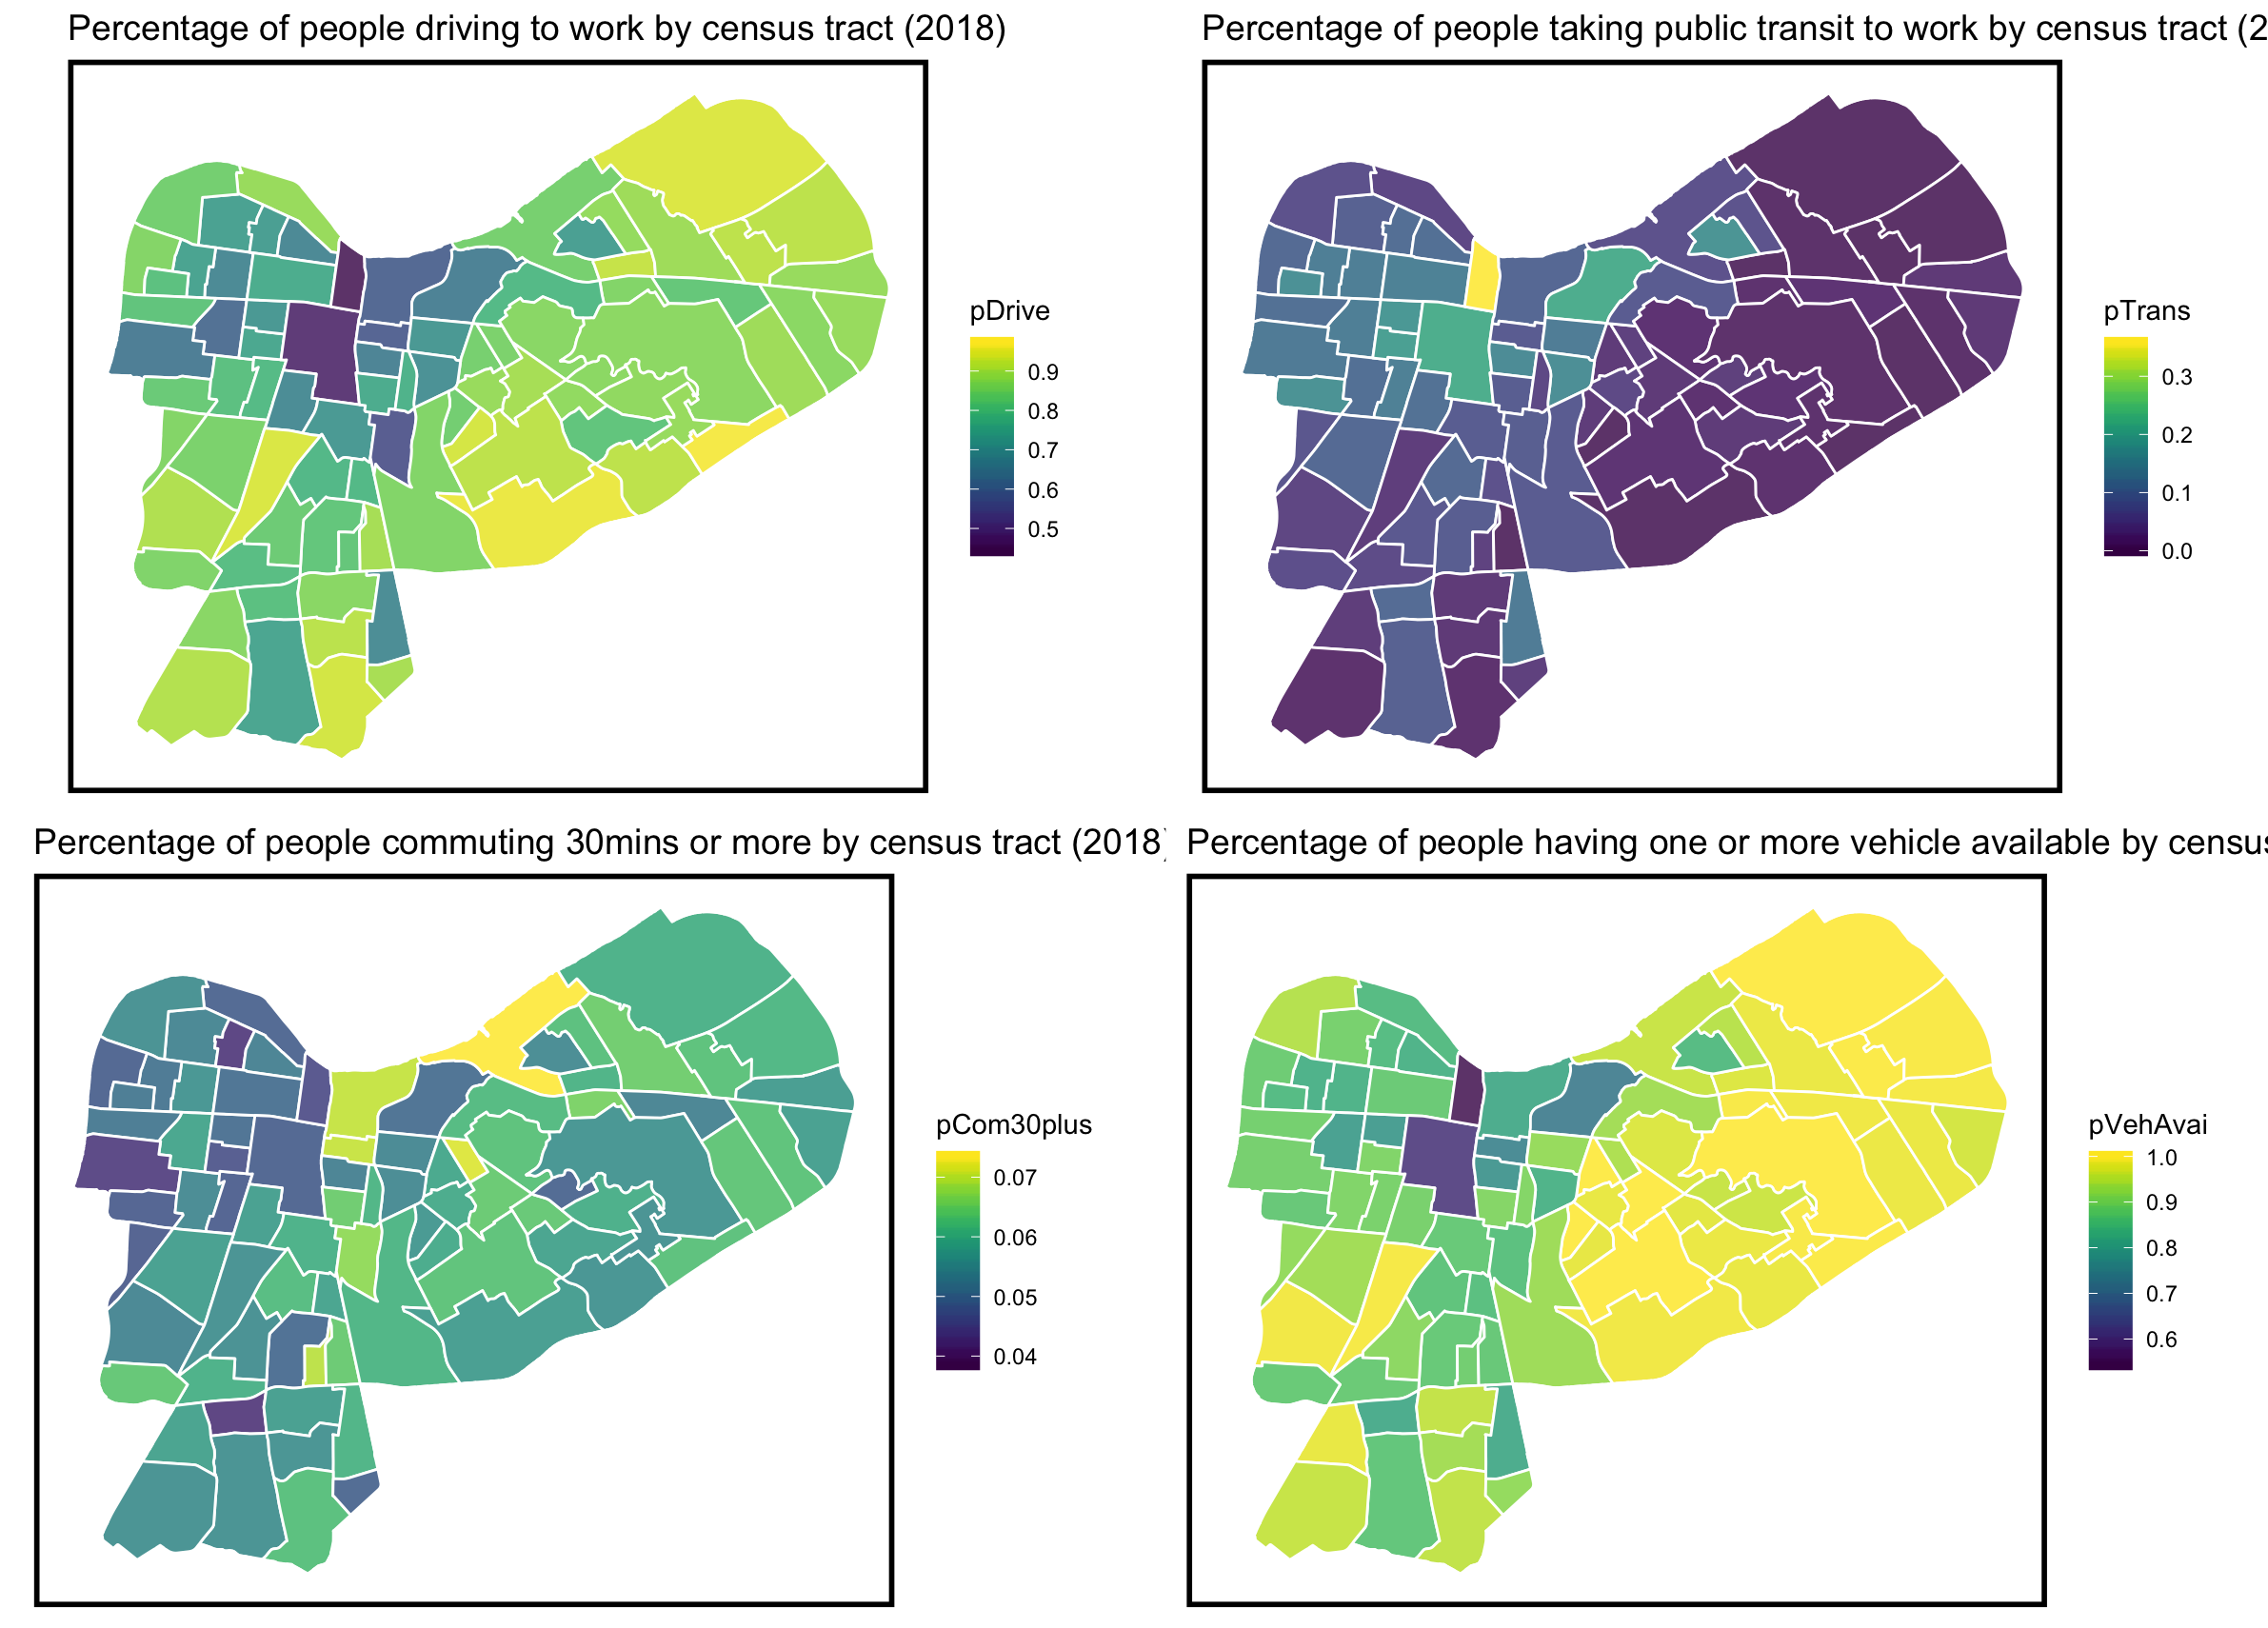 Percentage of people driving to work by census tract (2018)
pDrive
0.9
0.8
0.7
0.6
0.5
Percentage of people taking public transit to work by census tract (2
pTrans
0.3
0.2
0.1
0.0
Percentage of people commuting 30mins or more by census tract (2018)
pCom30plus
0.07
0.06
0.05
0.04
Percentage of people having one or more vehicle available by census
pVehAvai
1.0
0.9
0.8
0.7
0.6